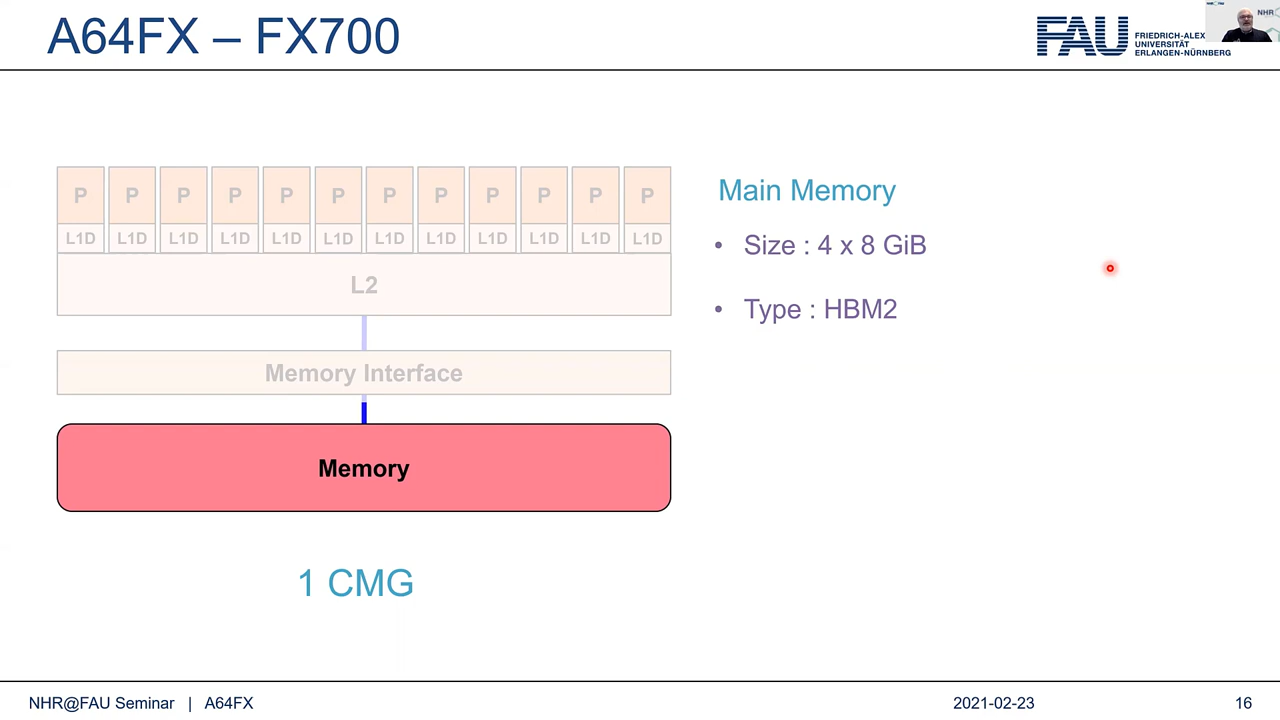 A64FX – FX700
FAU
FRIEDRICH-ALEX
UNIVERSITÄT
ERLANGEN-NÜRNBERG
NHR
P P P P P P P P P P P P
L1D L1D L1D L1D L1D L1D L1D L1D L1D L1D L1D L1D
L2
Memory Interface
Memory
1 CMG
Main Memory
• Size : 4 x 8 GiB
• Type : HBM2
NHR@FAU Seminar | A64FX
2021-02-23
16